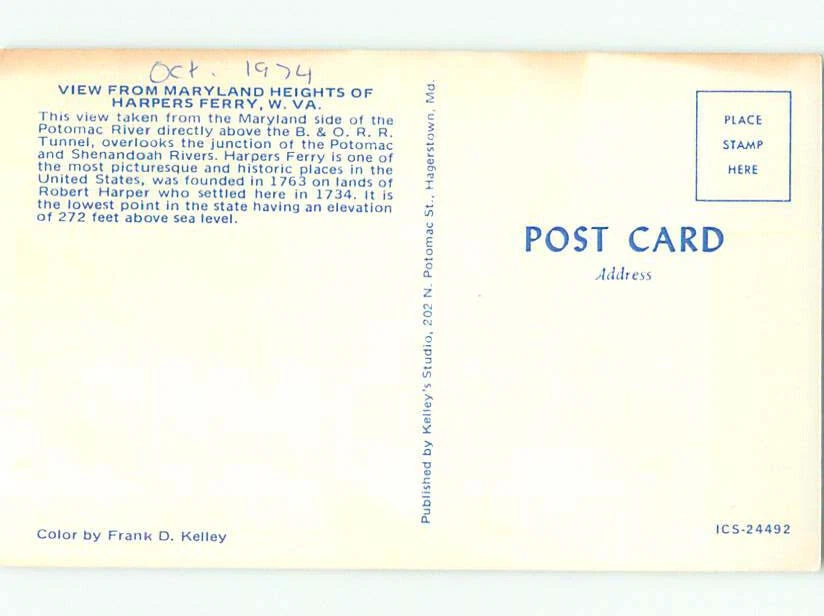 Oct. 1974
VIEW FROM MARYLAND HEIGHTS OF
HARPERS FERRY, W. VA.
This view taken from the Maryland side of the
Potomac River directly above the B. & O. R. R.
Tunnel, overlooks the junction of the Potomac
and Shenandoah Rivers. Harpers Ferry is one of
the most picturesque and historic places in the
United States, was founded in 1763 on lands of
Robert Harper who settled here in 1734. It is
the lowest point in the state having an elevation
of 272 feet above sea level.
Color by Frank D. Kelley
Published by Kelley's Studio, 202 N. Potomac St., Hagerstown, Md.
PLACE
STAMP
HERE
POST CARD
Address
ICS-24492